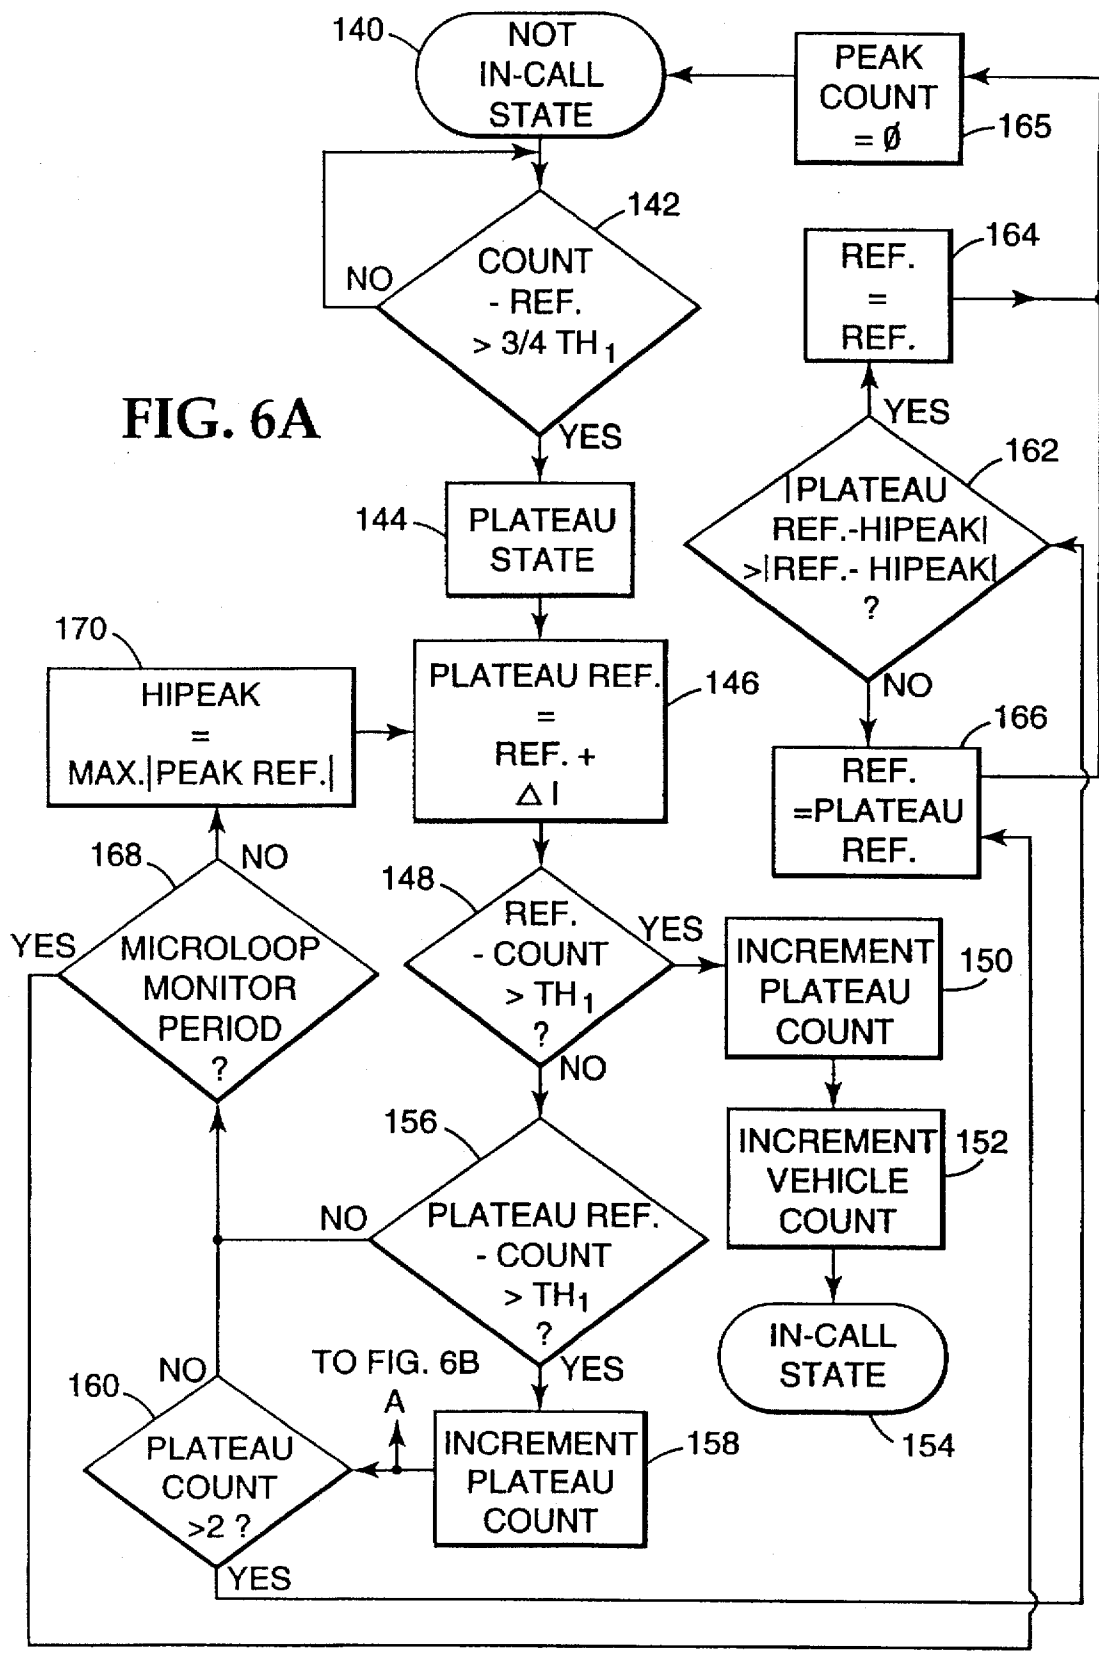 140
NOT
IN-CALL
STATE
PEAK
COUNT
= Ø
165
142
COUNT
- REF.
> 3/4 TH1
NO
YES
164
REF.
=
REF.
YES
FIG. 6A
162
|PLATEAU
REF.-HIPEAK|
>|REF.- HIPEAK|
?
NO
144
PLATEAU
STATE
170
HIPEAK
=
MAX.|PEAK REF.|
PLATEAU REF.
=
REF. +
△ I
146
166
REF.
=PLATEAU
REF.
168
NO
YES
MICROLOOP
MONITOR
PERIOD
?
148
REF.
- COUNT
> TH1
?
YES
NO
INCREMENT
PLATEAU
COUNT
150
156
NO
PLATEAU REF.
- COUNT
> TH1
?
YES
INCREMENT
VEHICLE
COUNT
152
IN-CALL
STATE
154
TO FIG. 6B
A
160
NO
PLATEAU
COUNT
>2 ?
YES
INCREMENT
PLATEAU
COUNT
158